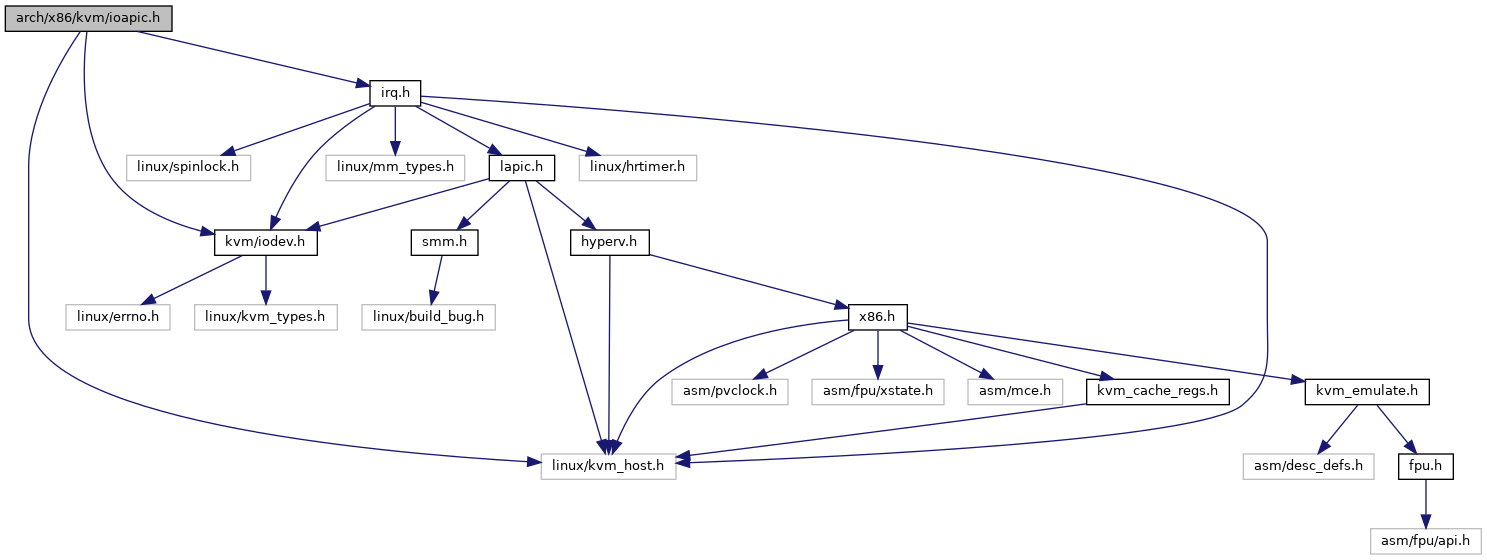 arch/x86/kvm/ioapic.h
irq.h
linux/spinlock.h
linux/mm_types.h
lapic.h
linux/hrtimer.h
kvm/iodev.h
smm.h
hyperv.h
linux/errno.h
linux/kvm_types.h
linux/build_bug.h
x86.h
asm/pvclock.h
asm/fpu/xstate.h
asm/mce.h
kvm_cache_regs.h
kvm_emulate.h
linux/kvm_host.h
asm/desc_defs.h
fpu.h
asm/fpu/api.h